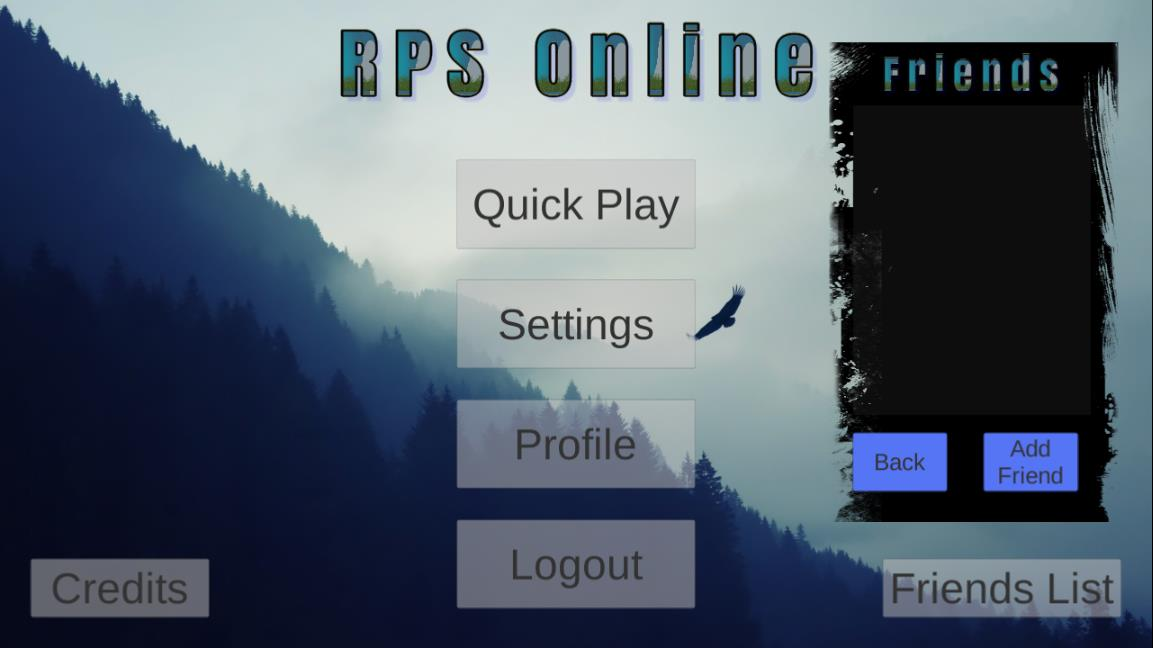 RPS Online
Friends
Quick Play
Settings
Profile
Logout
Back
Add
Friend
Credits
Friends List